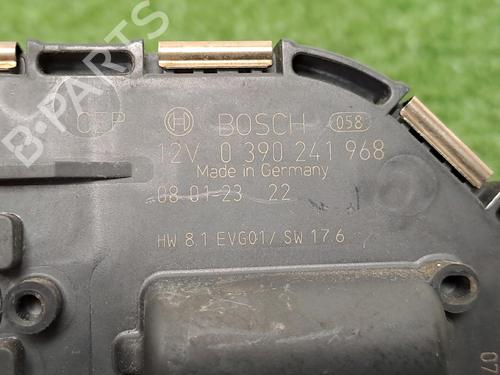 B-PARTS
CEP BOSCH 058
12V 0 390 241 968
Made in Germany
08 01-23 22
HW 8.1 EVG01/ SW 17.6
07